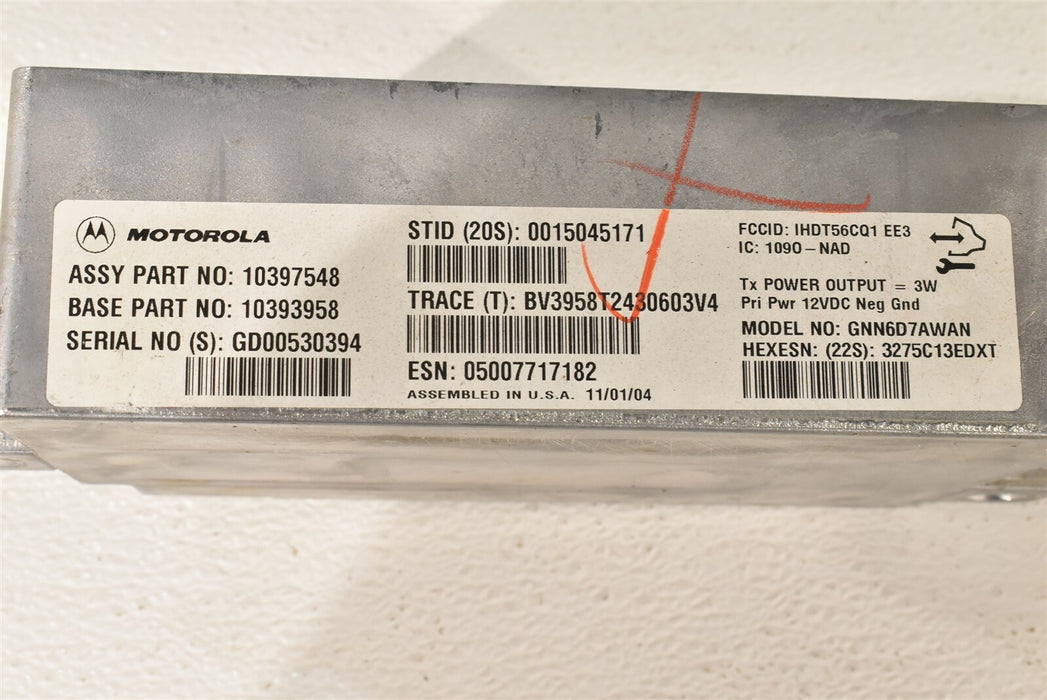 MOTOROLA
ASSY PART NO: 10397548
BASE PART NO: 10393958
SERIAL NO (S): GD00530394
STID (20S): 0015045171
TRACE (T): BV3958T2430603V4
ESN: 05007717182
ASSEMBLED IN U.S.A. 11/01/04
FCCID: IHDT56CQ1 EE3
IC: 109O-NAD
Tx POWER OUTPUT = 3W
Pri Pwr 12VDC Neg Gnd
MODEL NO: GNN6D7AWAN
HEXESN: (22S): 3275C13EDXT